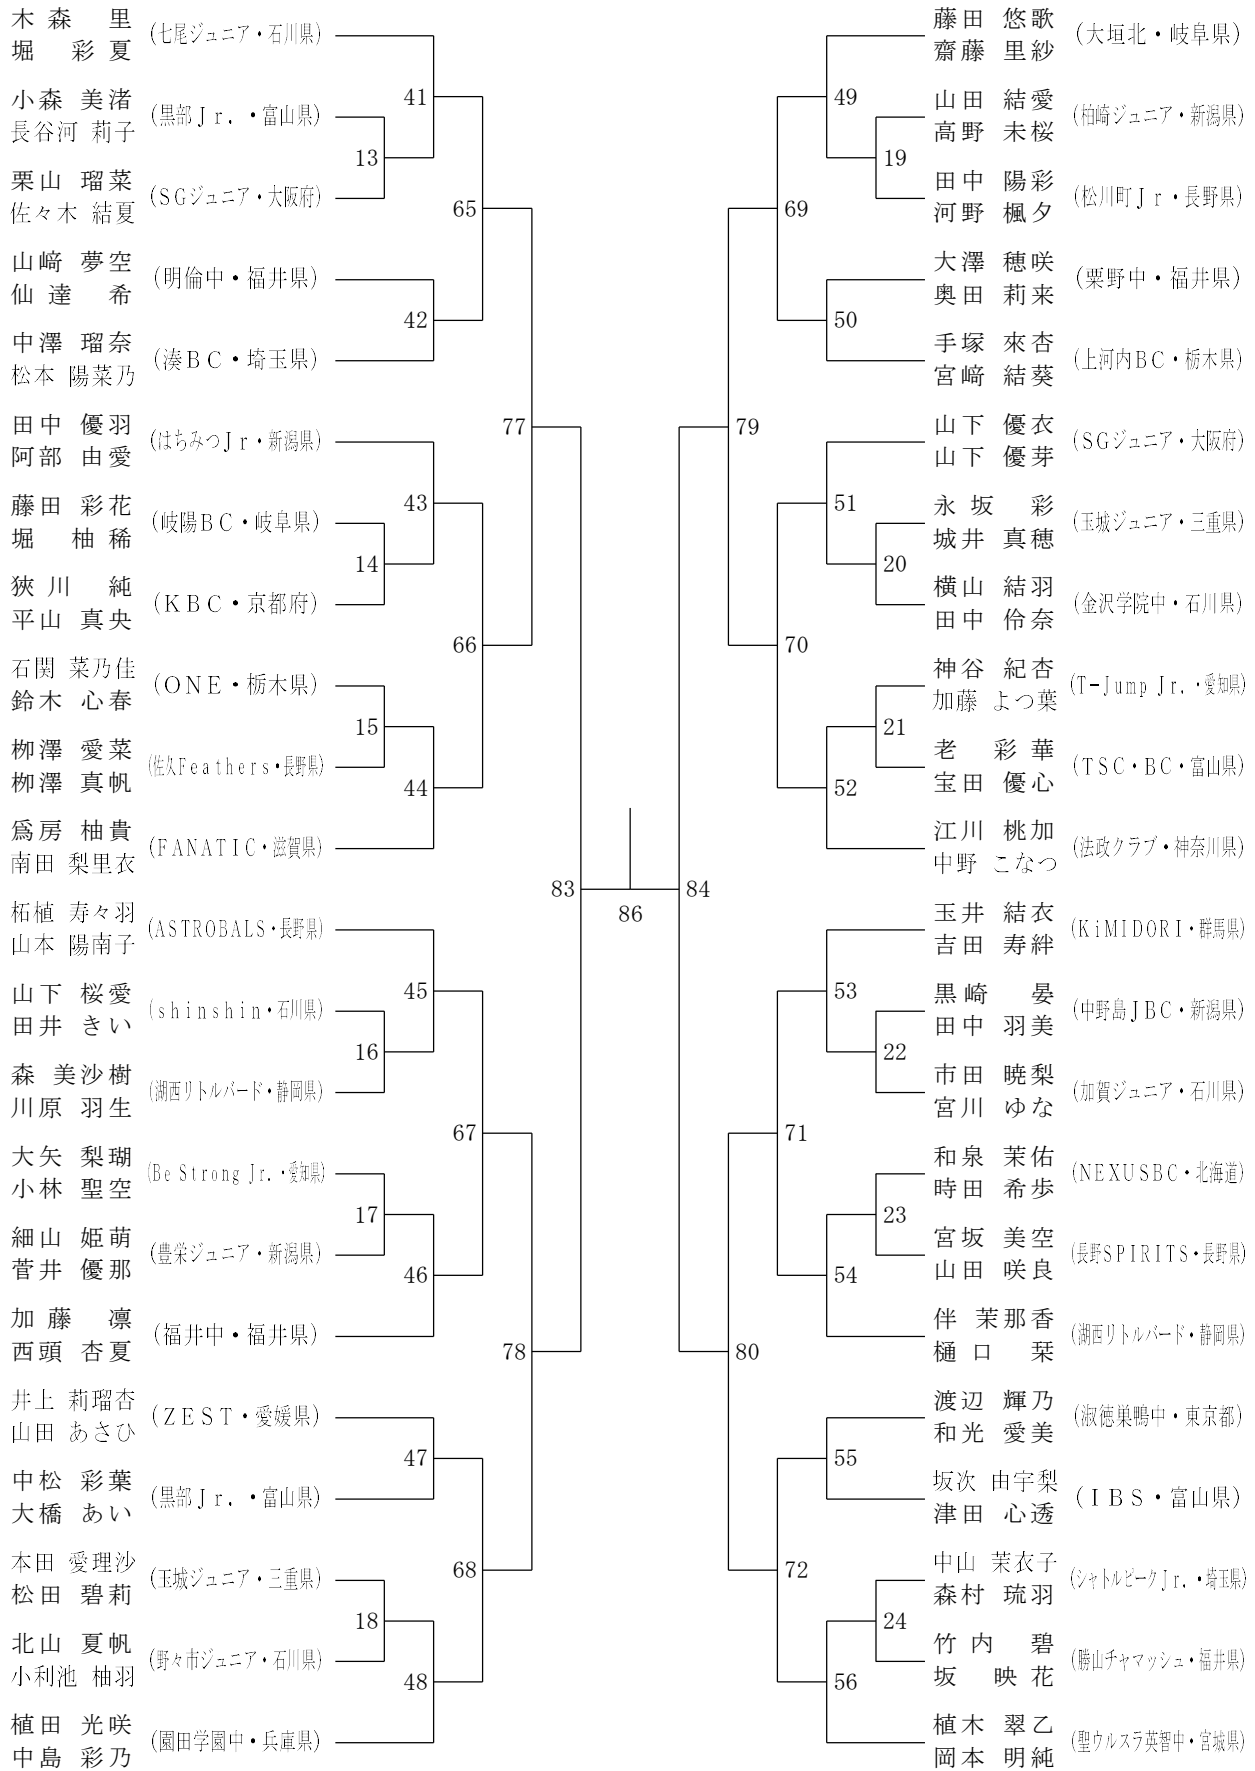 木森 里
堀 彩夏
(七尾ジュニア・石川県)
小森 美渚
長谷河 莉子
(黒部Jr.・富山県)
栗山 瑠菜
佐々木 結夏
(SGジュニア・大阪府)
山﨑 夢空
仙達 希
(明倫中・福井県)
中澤 瑠奈
松本 陽菜乃
(湊BC・埼玉県)
田中 優羽
阿部 由愛
(はちみつJr・新潟県)
藤田 彩花
堀 柚稀
(岐陽BC・岐阜県)
狹川 純
平山 真央
(KBC・京都府)
石関 菜乃佳
鈴木 心春
(ONE・栃木県)
栁澤 愛菜
栁澤 真帆
(佐久Feathers・長野県)
爲房 柚貴
南田 梨里衣
(FANATIC・滋賀県)
柘植 寿々羽
山本 陽南子
(ASTROBALS・長野県)
山下 桜愛
田井 きい
(shinshin・石川県)
森 美沙樹
川原 羽生
(湖西リトルバード・静岡県)
大矢 梨瑚
小林 聖空
(Be Strong Jr.・愛知県)
細山 姫萌
菅井 優那
(豊栄ジュニア・新潟県)
加藤 凛
西頭 杏夏
(福井中・福井県)
井上 莉瑠杏
山田 あさひ
(ZEST・愛媛県)
中松 彩葉
大橋 あい
(黒部Jr.・富山県)
本田 愛理沙
松田 碧莉
(玉城ジュニア・三重県)
北山 夏帆
小利池 柚羽
(野々市ジュニア・石川県)
植田 光咲
中島 彩乃
(園田学園中・兵庫県)
41
13
65
42
77
43
14
66
15
44
83
45
16
67
17
46
78
47
68
18
48
86
84
49
19
69
50
79
51
20
70
21
52
53
22
71
23
54
80
55
72
24
56
藤田 悠歌
齋藤 里紗
(大垣北・岐阜県)
山田 結愛
高野 未桜
(柏崎ジュニア・新潟県)
田中 陽彩
河野 楓夕
(松川町Jr・長野県)
大澤 穂咲
奥田 莉来
(粟野中・福井県)
手塚 來杏
宮﨑 結葵
(上河内BC・栃木県)
山下 優衣
山下 優芽
(SGジュニア・大阪府)
永坂 彩
城井 真穂
(玉城ジュニア・三重県)
横山 結羽
田中 伶奈
(金沢学院中・石川県)
神谷 紀杏
加藤 よつ葉
(T-Jump Jr.・愛知県)
老 彩華
宝田 優心
(TSC・BC・富山県)
江川 桃加
中野 こなつ
(法政クラブ・神奈川県)
玉井 結衣
吉田 寿絆
(KiMIDORI・群馬県)
黒崎 晏
田中 羽美
(中野島JBC・新潟県)
市田 暁梨
宮川 ゆな
(加賀ジュニア・石川県)
和泉 茉佑
時田 希歩
(NEXUSBC・北海道)
宮坂 美空
山田 咲良
(長野SPIRITS・長野県)
伴 茉那香
樋口 栞
(湖西リトルバード・静岡県)
渡辺 輝乃
和光 愛美
(淑徳巣鴨中・東京都)
坂次 由宇梨
津田 心透
(IBS・富山県)
中山 茉衣子
森村 琉羽
(シャトルピークJr.・埼玉県)
竹内 碧
坂 映花
(勝山チャマッシュ・福井県)
植木 翠乙
岡本 明純
(聖ウルスラ英智中・宮城県)